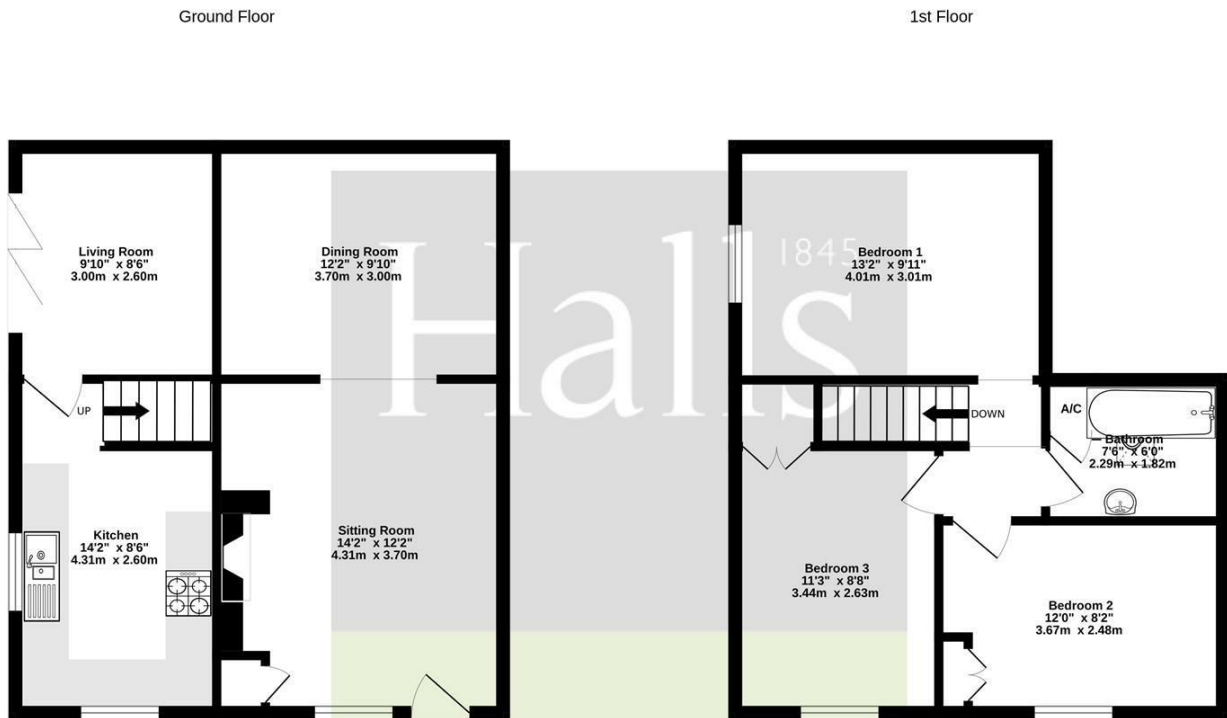 Ground Floor
1st Floor
Living Room
9'10" x 8'6"
3.00m x 2.60m
Dining Room
12'2" x 9'10"
3.70m x 3.00m
UP
Kitchen
14'2" x 8'6"
4.31m x 2.60m
Sitting Room
14'2" x 12'2"
4.31m x 3.70m
Halls
1845
Bedroom 1
13'2" x 9'11"
4.01m x 3.01m
DOWN
A/C
Bathroom
7'6" x 6'0"
2.29m x 1.82m
Bedroom 3
11'3" x 8'8"
3.44m x 2.63m
Bedroom 2
12'0" x 8'2"
3.67m x 2.48m